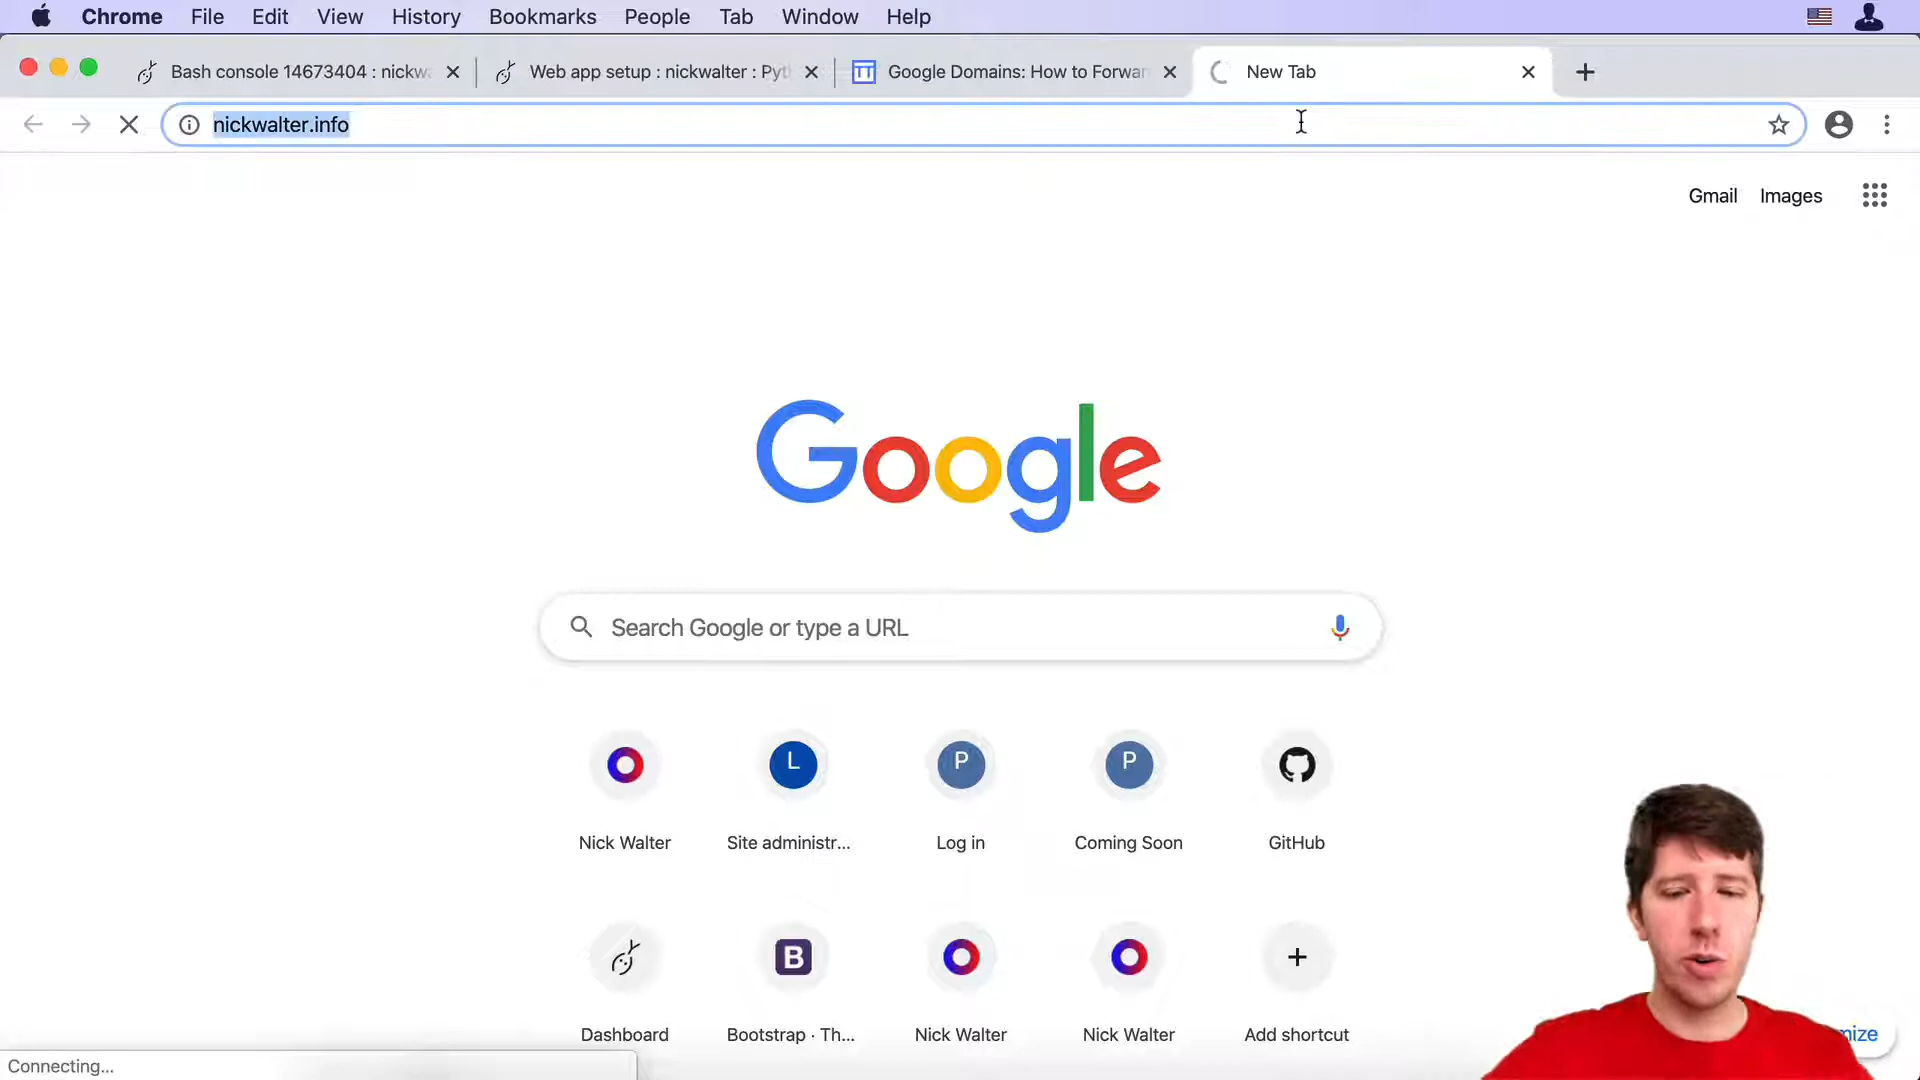 Chrome File Edit View History Bookmarks People Tab Window Help
Bash console 14673404 : nickw
Web app setup : nickwalter : Pyt
Google Domains: How to Forwar
New Tab
nickwalter.info
Gmail Images
Google
Search Google or type a URL
L P P
Nick Walter Site administr... Log in Coming Soon GitHub
B
Dashboard Bootstrap · Th... Nick Walter Nick Walter Add shortcut
mize
Connecting...